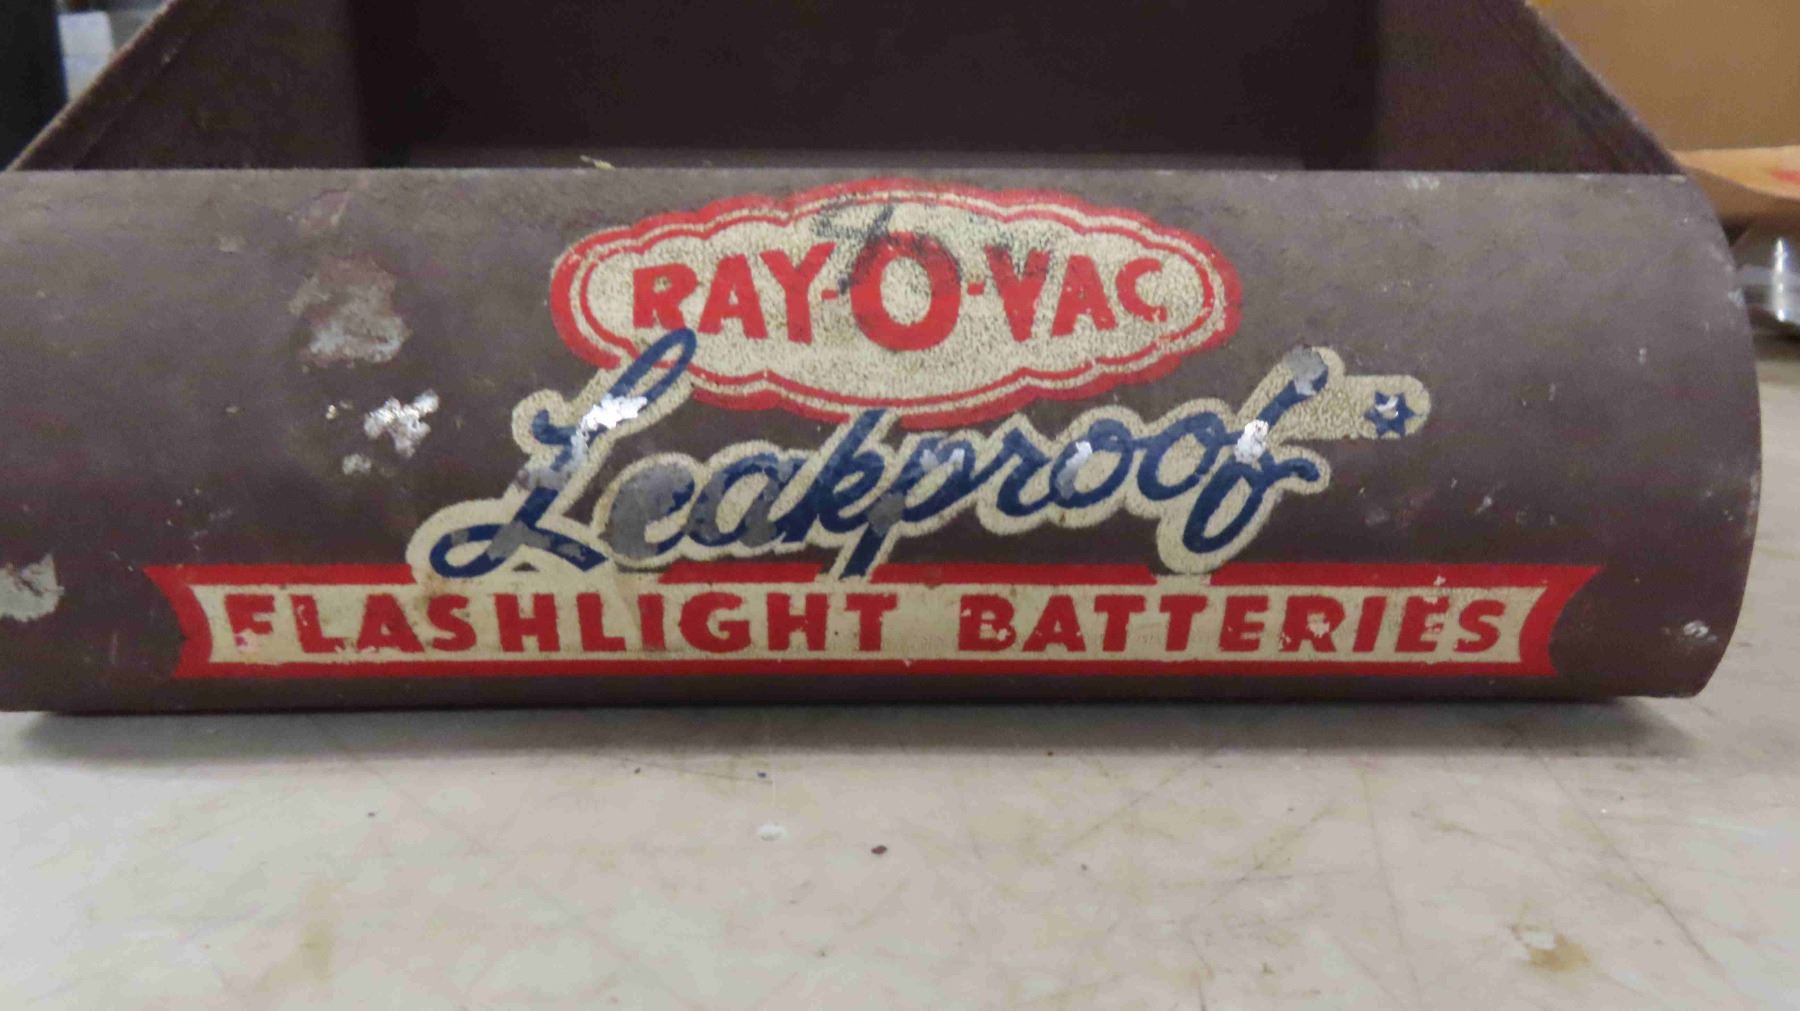 RAY-O-VAC
Leakproof
FLASHLIGHT BATTERIES